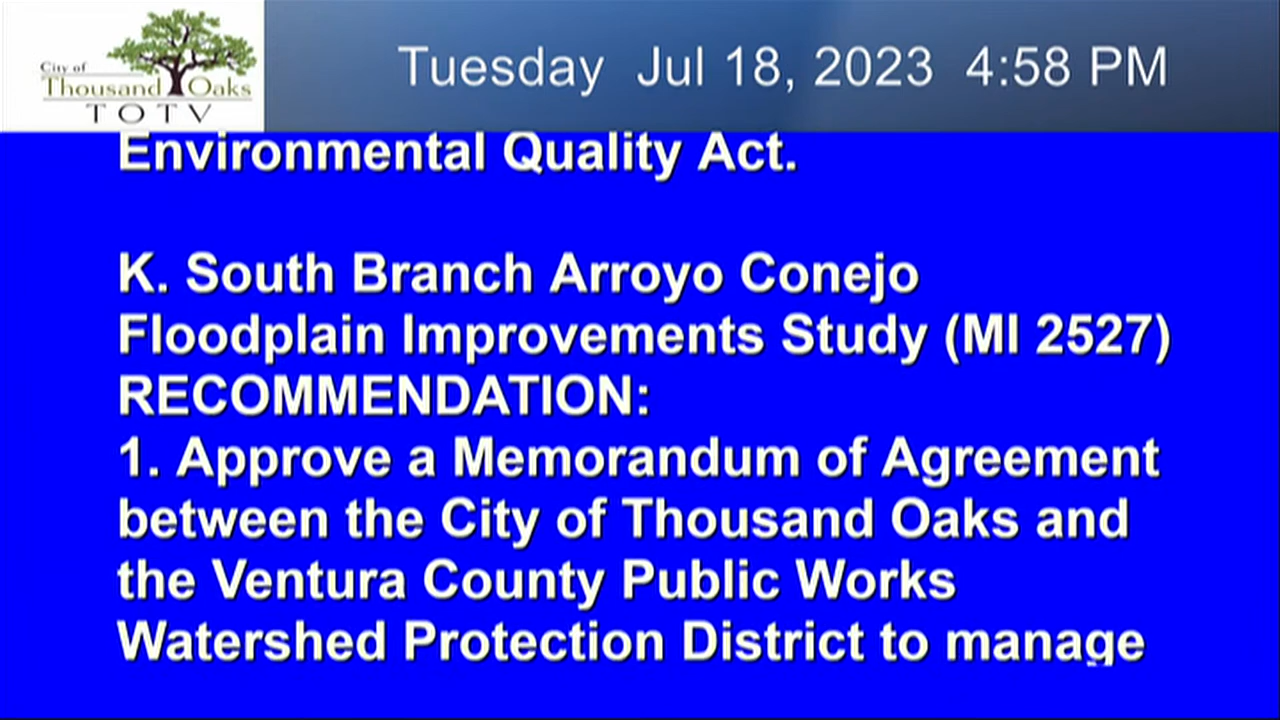 City of
Thousand Oaks
TOTV
Tuesday Jul 18, 2023 4:58 PM
Environmental Quality Act.
K. South Branch Arroyo Conejo
Floodplain Improvements Study (MI 2527)
RECOMMENDATION:
1. Approve a Memorandum of Agreement
between the City of Thousand Oaks and
the Ventura County Public Works
Watershed Protection District to manage